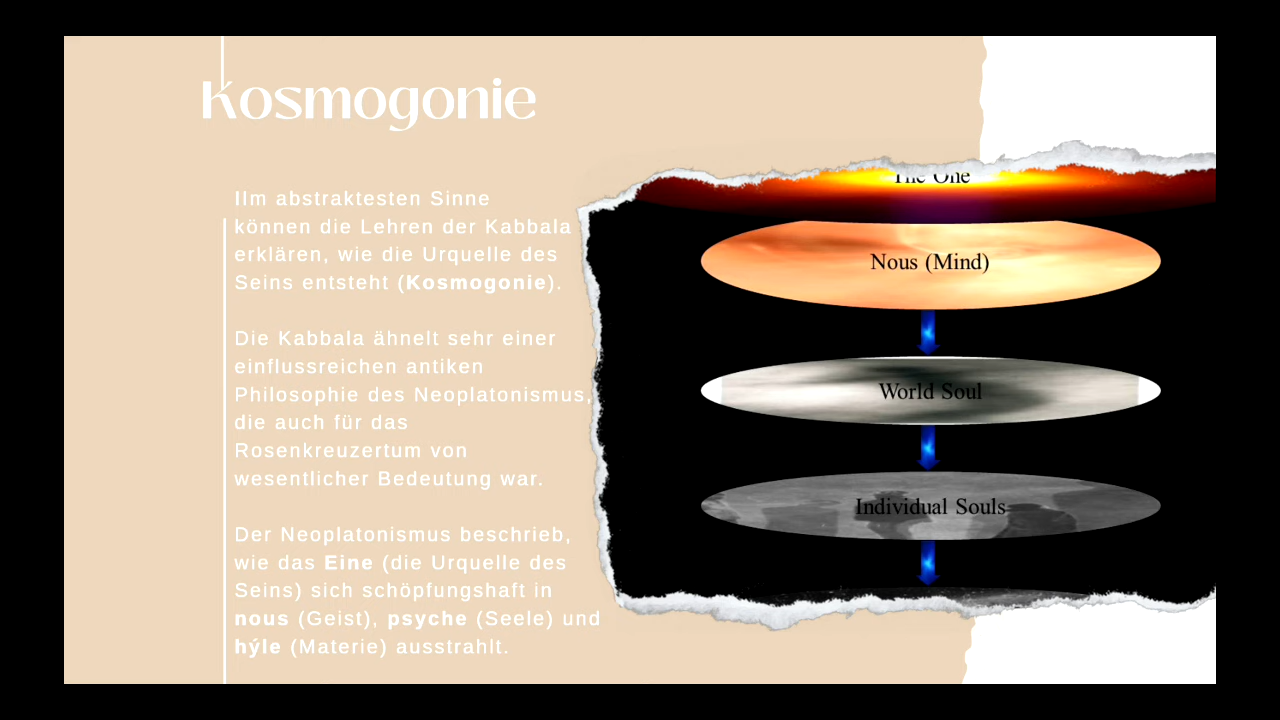 Kosmogonie
IIm abstraktesten Sinne
können die Lehren der Kabbala
erklären, wie die Urquelle des
Seins entsteht (Kosmogonie).
Die Kabbala ähnelt sehr einer
einflussreichen antiken
Philosophie des Neoplatonismus,
die auch für das
Rosenkreuzertum von
wesentlicher Bedeutung war.
Der Neoplatonismus beschrieb,
wie das Eine (die Urquelle des
Seins) sich schöpfungshaft in
nous (Geist), psyche (Seele) und
hýle (Materie) ausstrahlt.
The One
Nous (Mind)
World Soul
Individual Souls